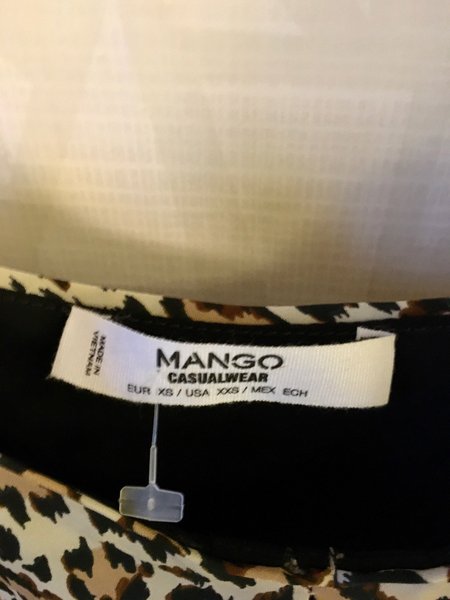 MADE IN
VIETNAM
MANGO
CASUALWEAR
EUR XS / USA XXS / MEX ECH